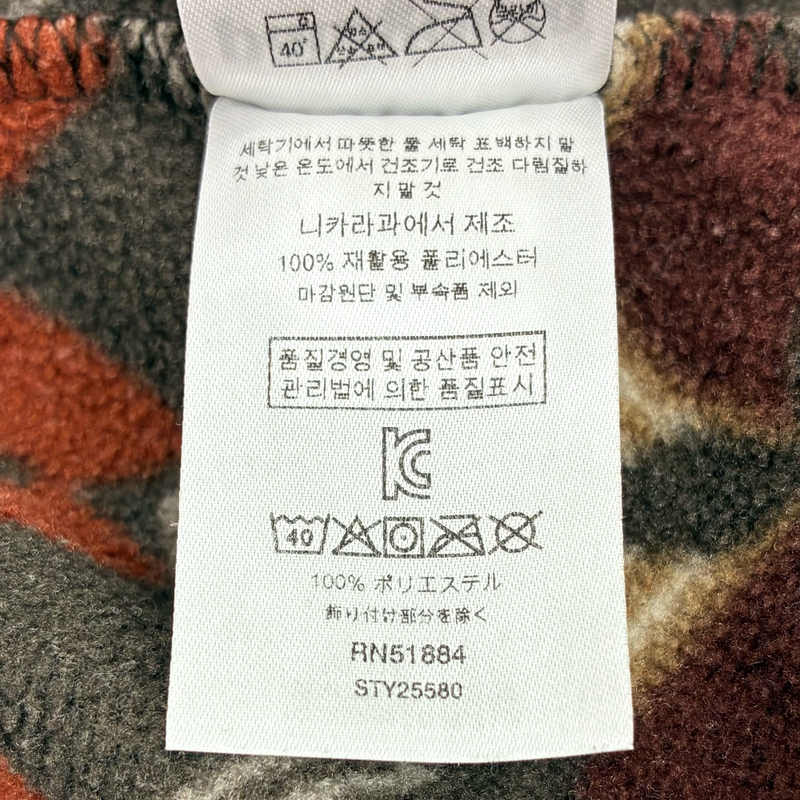 40°
세탁기에서 따뜻한 물 세탁 표백하지 말
것 낮은 온도에서 건조기로 건조 다림질하
지 말 것
니카라과에서 제조
100% 재활용 폴리에스터
마감원단 및 부속품 제외
품질경영 및 공산품 안전
관리법에 의한 품질표시
40
100% ポリエステル
飾り付け部分を除く
RN51884
STY25580